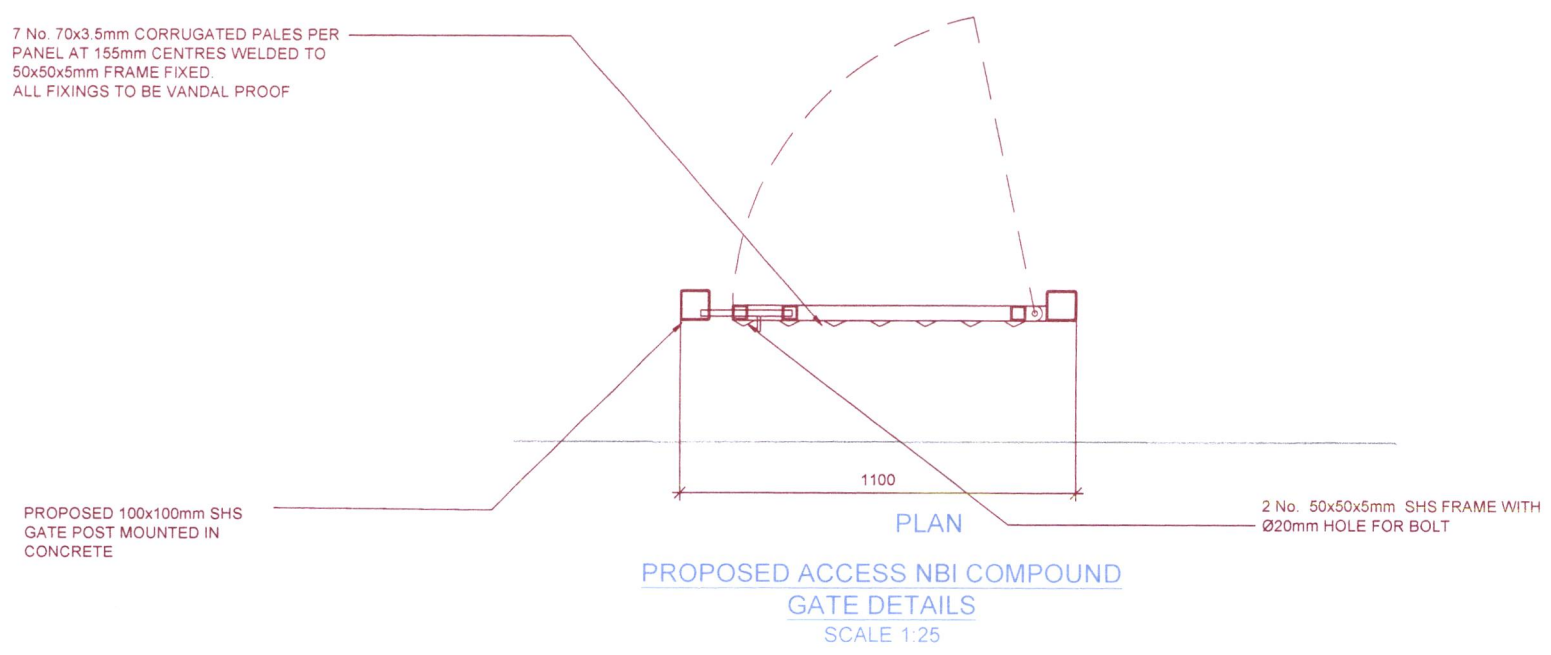 7 No. 70x3.5mm CORRUGATED PALES PER
PANEL AT 155mm CENTRES WELDED TO
50x50x5mm FRAME FIXED.
ALL FIXINGS TO BE VANDAL PROOF
1100
PROPOSED 100x100mm SHS
GATE POST MOUNTED IN
CONCRETE
2 No. 50x50x5mm SHS FRAME WITH
Ø20mm HOLE FOR BOLT
PLAN
PROPOSED ACCESS NBI COMPOUND
GATE DETAILS
SCALE 1:25